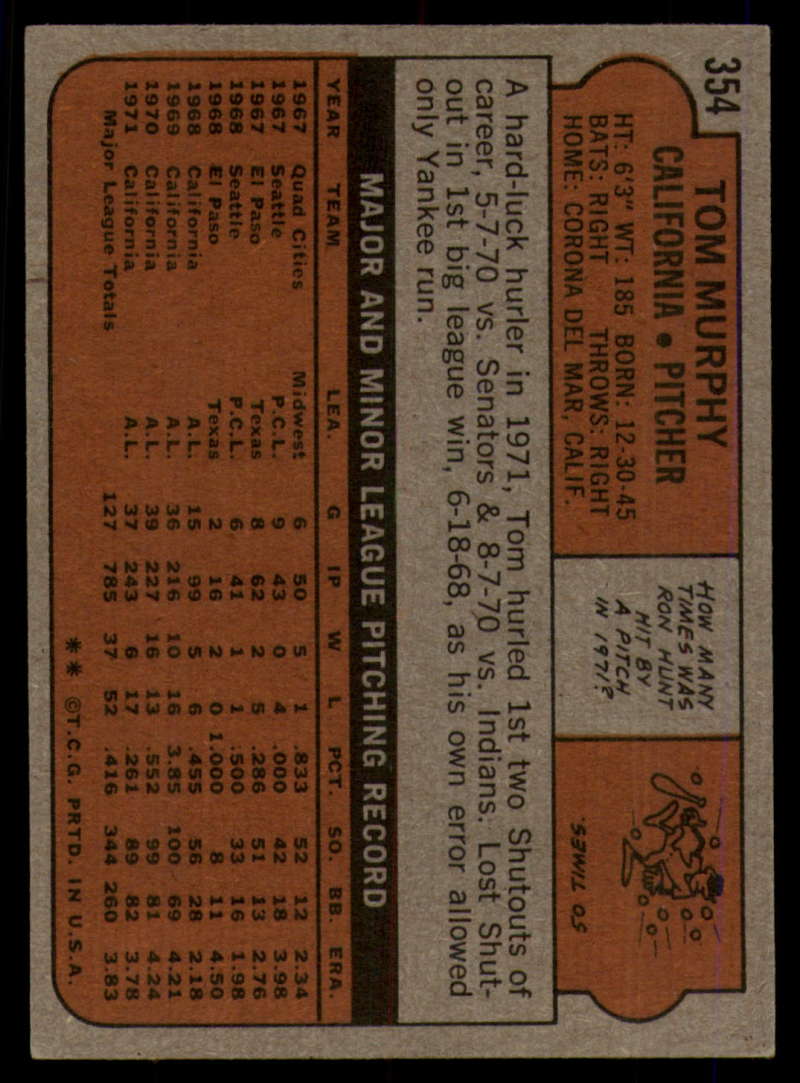 354
TOM MURPHY
CALIFORNIA • PITCHER
HT: 6'3" WT: 185 BORN: 12-30-45
BATS: RIGHT THROWS: RIGHT
HOME: CORONA DEL MAR, CALIF.
HOW MANY
TIMES WAS
RON HUNT
HIT BY
A PITCH
IN 1971?
50 TIMES.
A hard-luck hurler in 1971, Tom hurled 1st two Shutouts of
career, 5-7-70 vs. Senators & 8-7-70 vs. Indians. Lost Shut-
out in 1st big league win, 6-18-68, as his own error allowed
only Yankee run.
MAJOR AND MINOR LEAGUE PITCHING RECORD
YEAR TEAM LEA. G IP W L PCT. SO. BB. ERA.
1967 Quad Cities Midwest 6 50 5 1 .833 52 12 2.34
1967 Seattle P.C.L. 9 43 0 4 .000 42 18 3.98
1967 El Paso Texas 8 62 2 5 .286 51 13 2.76
1968 Seattle P.C.L. 6 41 1 1 .500 33 16 1.98
1968 El Paso Texas 2 16 2 0 1.000 8 11 4.50
1968 California A.L. 15 99 5 6 .455 56 28 2.18
1969 California A.L. 36 216 10 16 3.85 100 69 4.21
1970 California A.L. 39 227 16 13 .552 99 81 4.24
1971 California A.L. 37 243 6 17 .261 89 82 3.78
Major League Totals 127 785 37 52 .416 344 260 3.83
** ©T.C.G. PRTD. IN U.S.A.